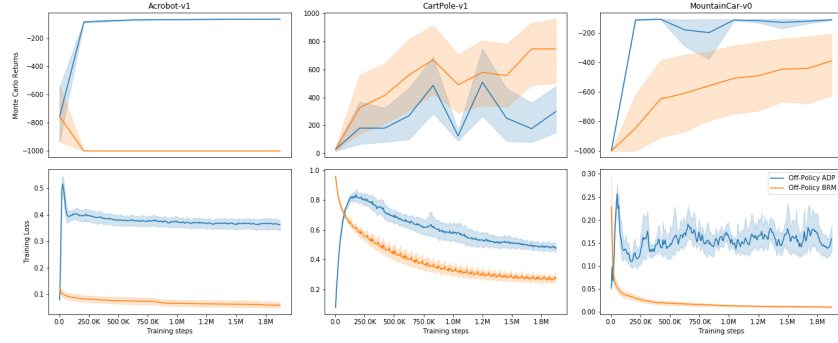 Acrobot-v1
CartPole-v1
MountainCar-v0
Monte Carlo Returns
−200
−400
−600
−800
−1000
1000
800
600
400
200
0
−200
−400
−600
−800
−1000
Training Loss
0.5
0.4
0.3
0.2
0.1
1.0
0.8
0.6
0.4
0.2
0.30
0.25
0.20
0.15
0.10
0.05
0.00
Off-Policy ADP
Off-Policy BRM
0.0 250.0K 500.0K 750.0K 1.0M 1.2M 1.5M 1.8M
0.0 250.0K 500.0K 750.0K 1.0M 1.2M 1.5M 1.8M
0.0 250.0K 500.0K 750.0K 1.0M 1.2M 1.5M 1.8M
Training steps
Training steps
Training steps